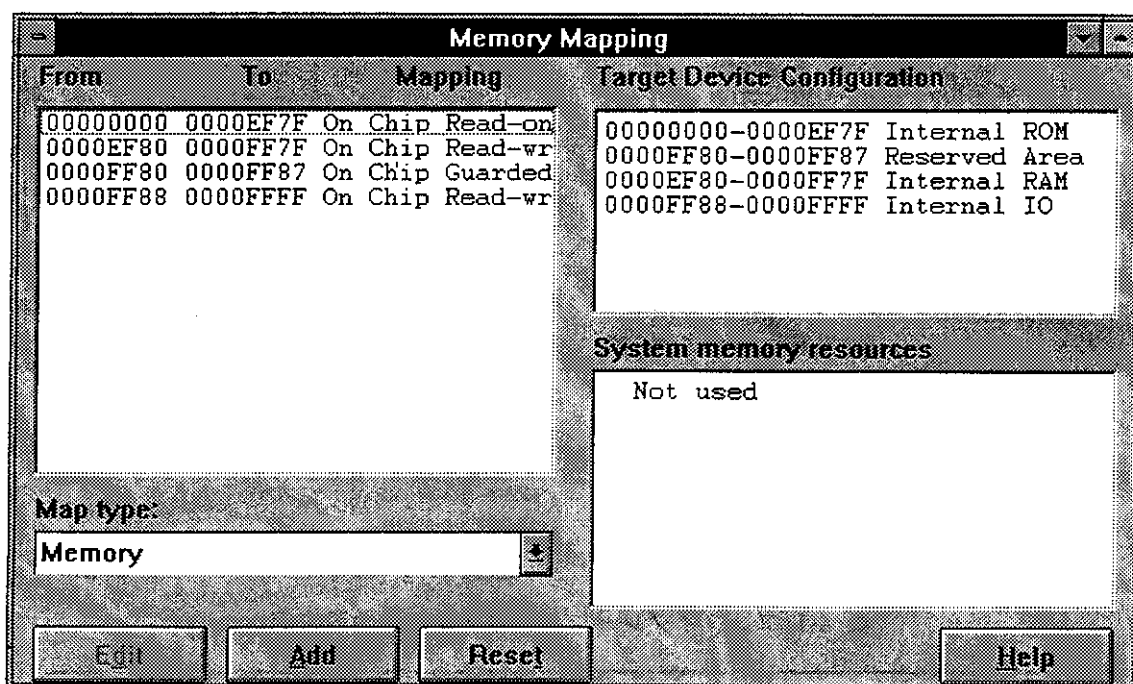 Memory Mapping
From To Mapping
00000000 0000EF7F On Chip Read-on
0000EF80 0000FF7F On Chip Read-wr
0000FF80 0000FF87 On Chip Guarded
0000FF88 0000FFFF On Chip Read-wr
Map type:
Memory
Target Device Configuration
00000000-0000EF7F Internal ROM
0000FF80-0000FF87 Reserved Area
0000EF80-0000FF7F Internal RAM
0000FF88-0000FFFF Internal IO
System memory resources
Not used
Edit Add Reset Help